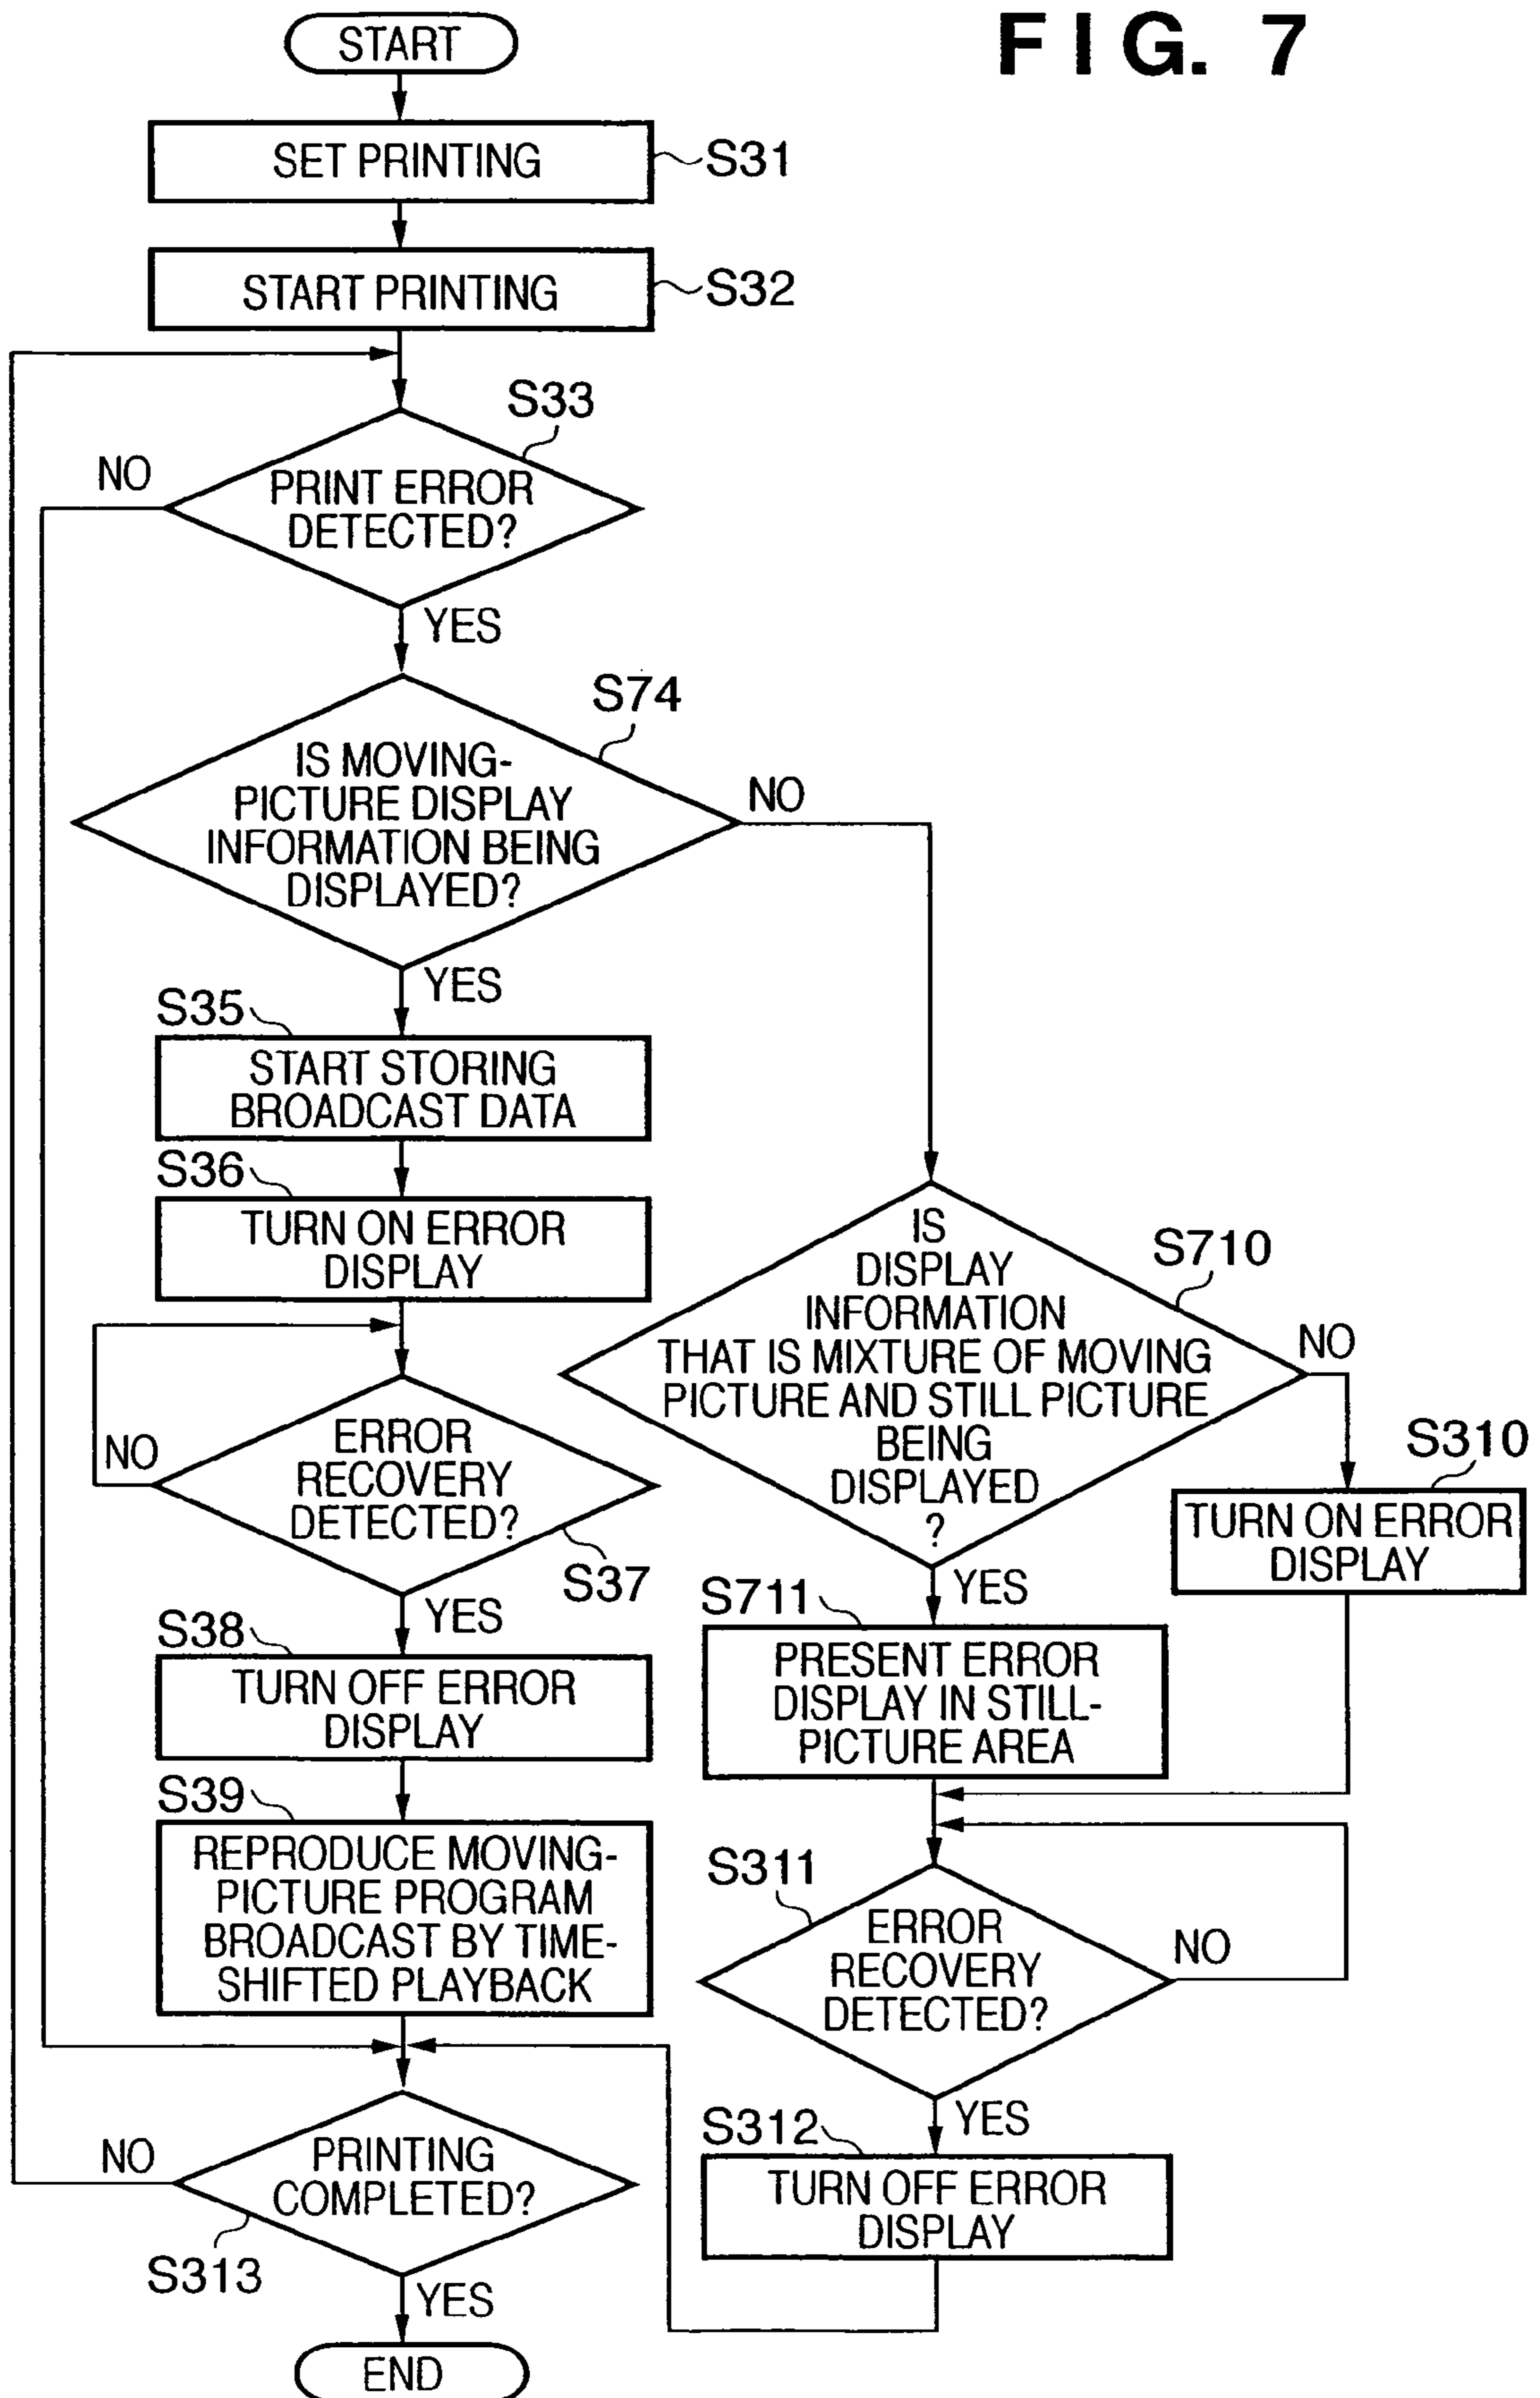 FIG. 7
START
SET PRINTING
S31
START PRINTING
S32
S33
NO
PRINT ERROR
DETECTED?
YES
S74
IS MOVING-
PICTURE DISPLAY
INFORMATION BEING
DISPLAYED?
NO
YES
S35
START STORING
BROADCAST DATA
S36
TURN ON ERROR
DISPLAY
NO
ERROR
RECOVERY
DETECTED?
S37
YES
S38
TURN OFF ERROR
DISPLAY
S39
REPRODUCE MOVING-
PICTURE PROGRAM
BROADCAST BY TIME-
SHIFTED PLAYBACK
IS
DISPLAY
INFORMATION
THAT IS MIXTURE OF MOVING
PICTURE AND STILL PICTURE
BEING
DISPLAYED
?
S710
NO
S310
TURN ON ERROR
DISPLAY
YES
S711
PRESENT ERROR
DISPLAY IN STILL-
PICTURE AREA
S311
ERROR
RECOVERY
DETECTED?
NO
YES
S312
TURN OFF ERROR
DISPLAY
NO
PRINTING
COMPLETED?
S313
YES
END